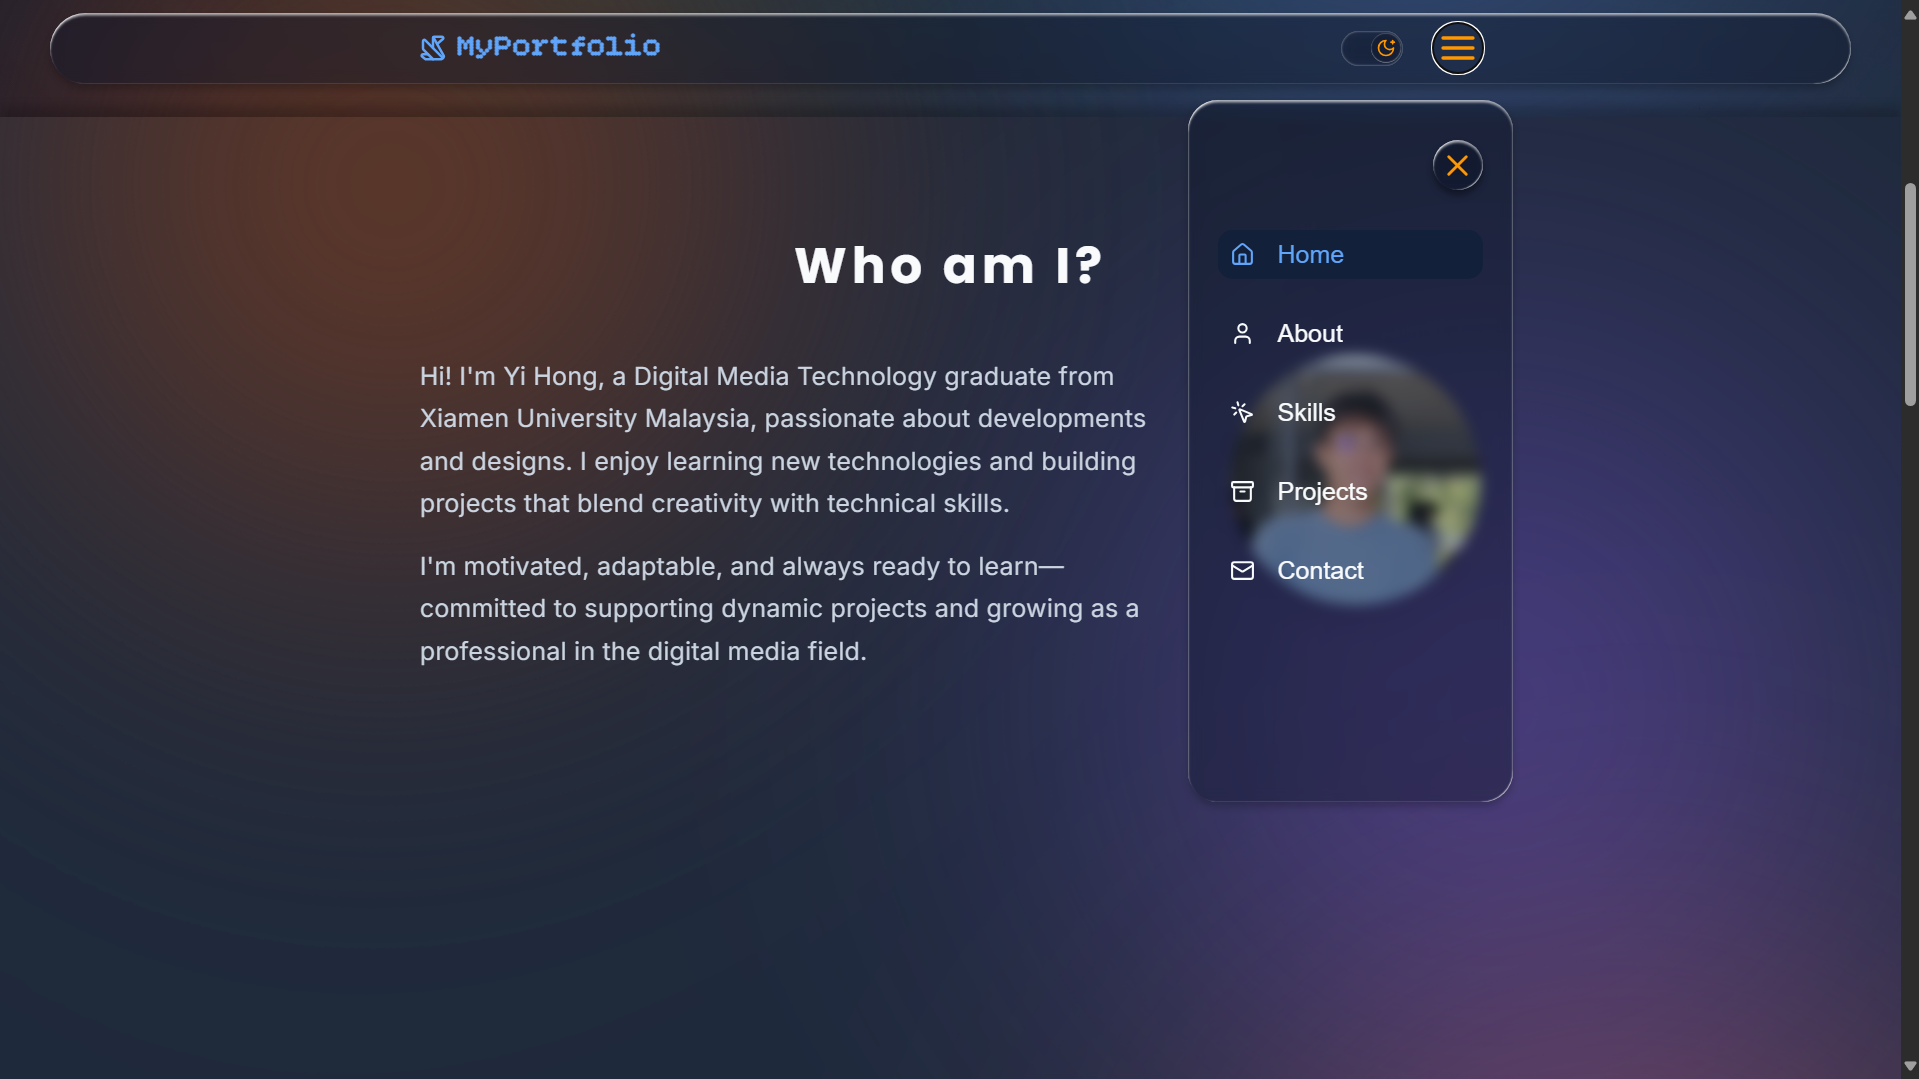 MyPortfolio
Who am I?
Hi! I'm Yi Hong, a Digital Media Technology graduate from
Xiamen University Malaysia, passionate about developments
and designs. I enjoy learning new technologies and building
projects that blend creativity with technical skills.
I'm motivated, adaptable, and always ready to learn—
committed to supporting dynamic projects and growing as a
professional in the digital media field.
Home
About
Skills
Projects
Contact